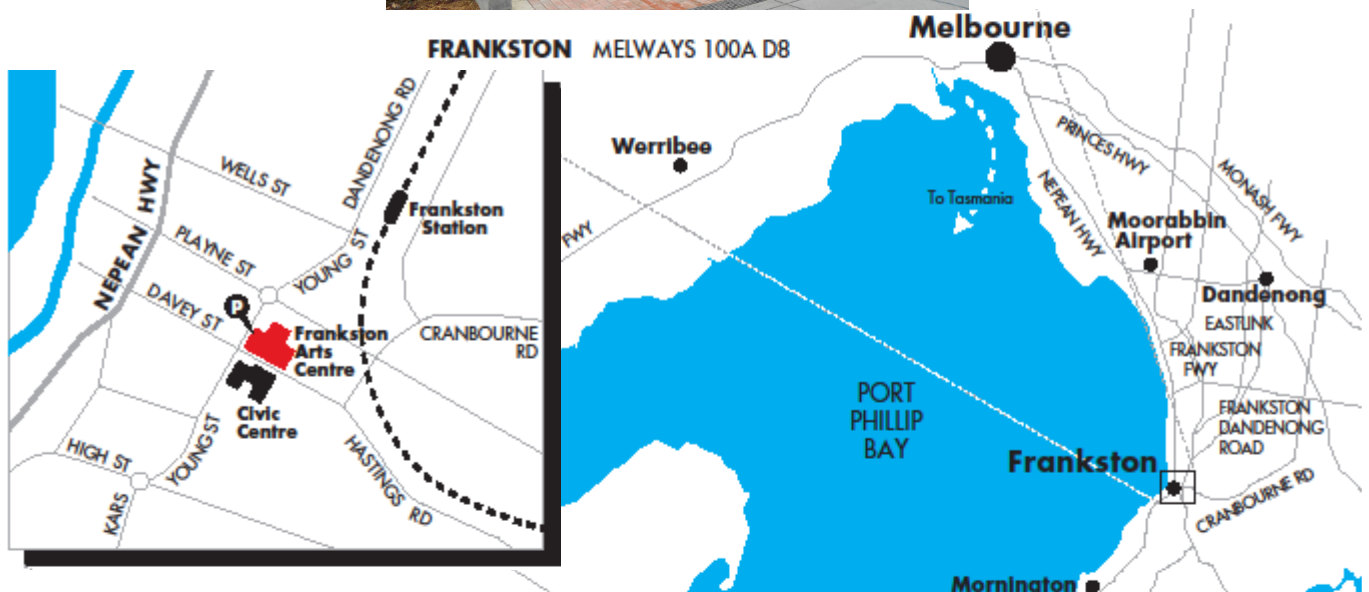 FRANKSTON MELWAYS 100A D8
NEPEAN HWY
WELLS ST
DANDENONG RD
PLAYNE ST
YOUNG ST
DAVEY ST
P
Frankston
Station
Frankston
Arts
Centre
CRANBOURNE
RD
Civic
Centre
HIGH ST
YOUNG ST
KARS
HASTINGS RD
Melbourne
Werribee
FWY
To Tasmania
PRINCES HWY
MONASH FWY
NEPEAN HWY
Moorabbin
Airport
Dandenong
EASTLINK
FRANKSTON
FWY
PORT
PHILLIP
BAY
FRANKSTON
DANDENONG
ROAD
Frankston
CRANBOURNE RD
Mornington